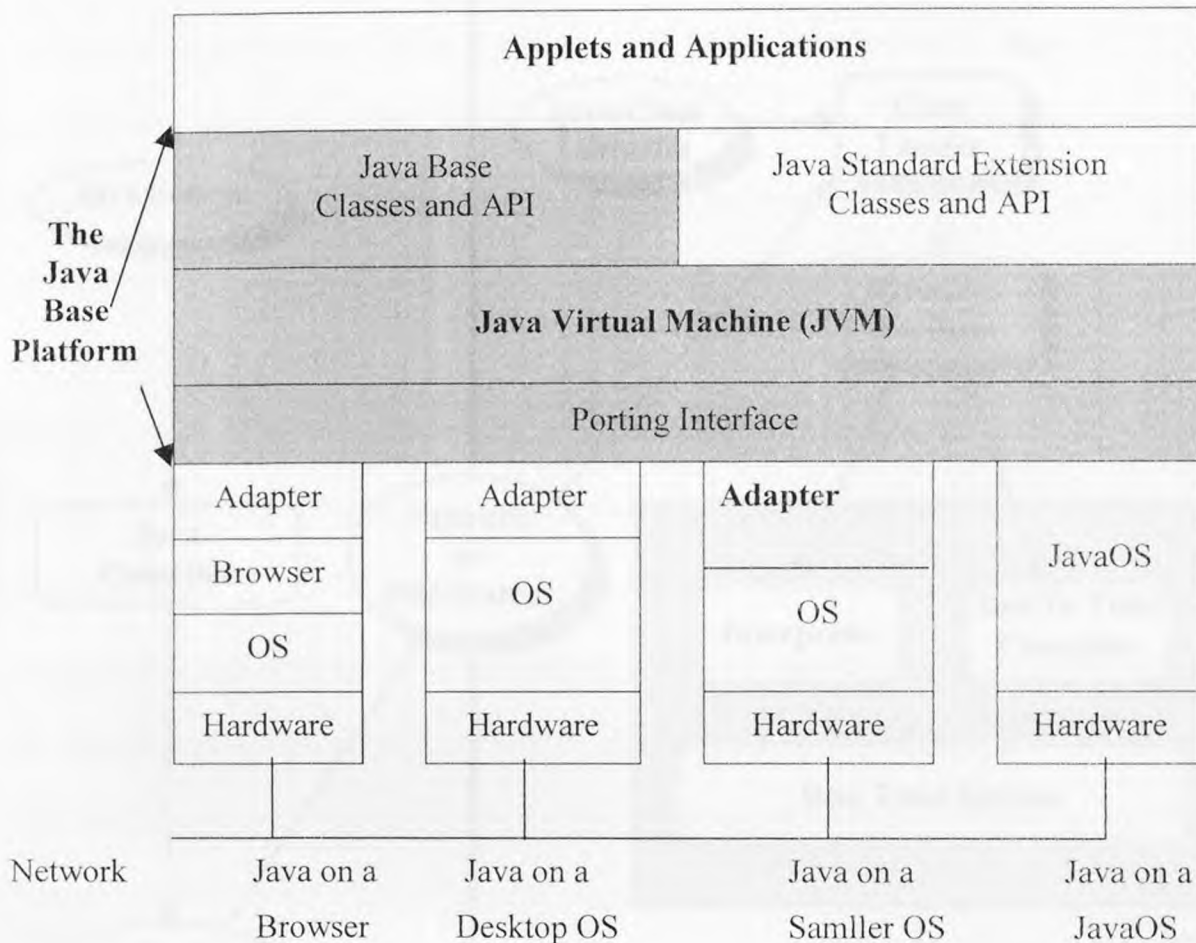 Applets and Applications
Java Base
Classes and API
Java Standard Extension
Classes and API
The
Java
Base
Platform
Java Virtual Machine (JVM)
Porting Interface
Adapter
Browser
OS
Hardware
Adapter
OS
Hardware
Adapter
OS
Hardware
JavaOS
Hardware
Network
Java on a
Browser
Java on a
Desktop OS
Java on a
Samller OS
Java on a
JavaOS